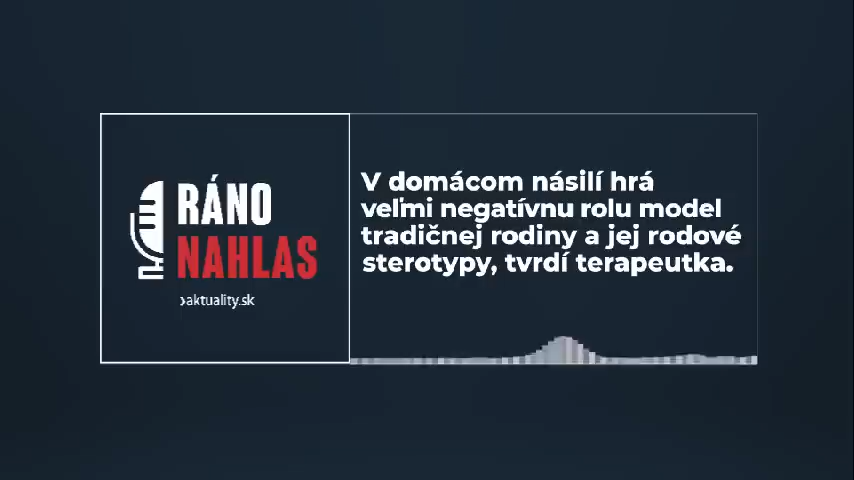 RÁNO
NAHLAS
›aktuality.sk
V domácom násilí hrá
veľmi negatívnu rolu model
tradičnej rodiny a jej rodové
sterotypy, tvrdí terapeutka.